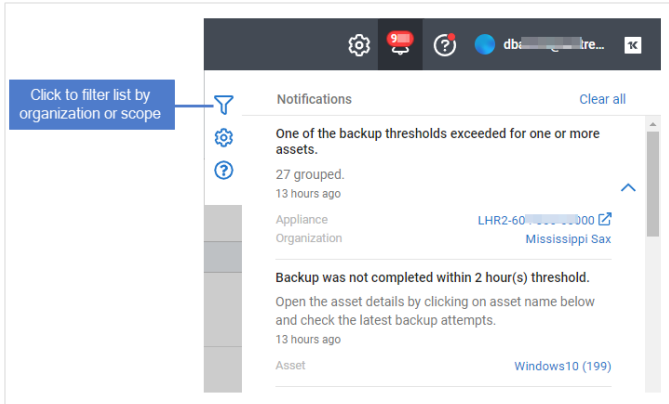 9
Click to filter list by
organization or scope
Notifications
Clear all
One of the backup thresholds exceeded for one or more
assets.
27 grouped.
13 hours ago
Appliance
Organization
Mississippi Sax
Backup was not completed within 2 hour(s) threshold.
Open the asset details by clicking on asset name below
and check the latest backup attempts.
13 hours ago
Asset
Windows10 (199)